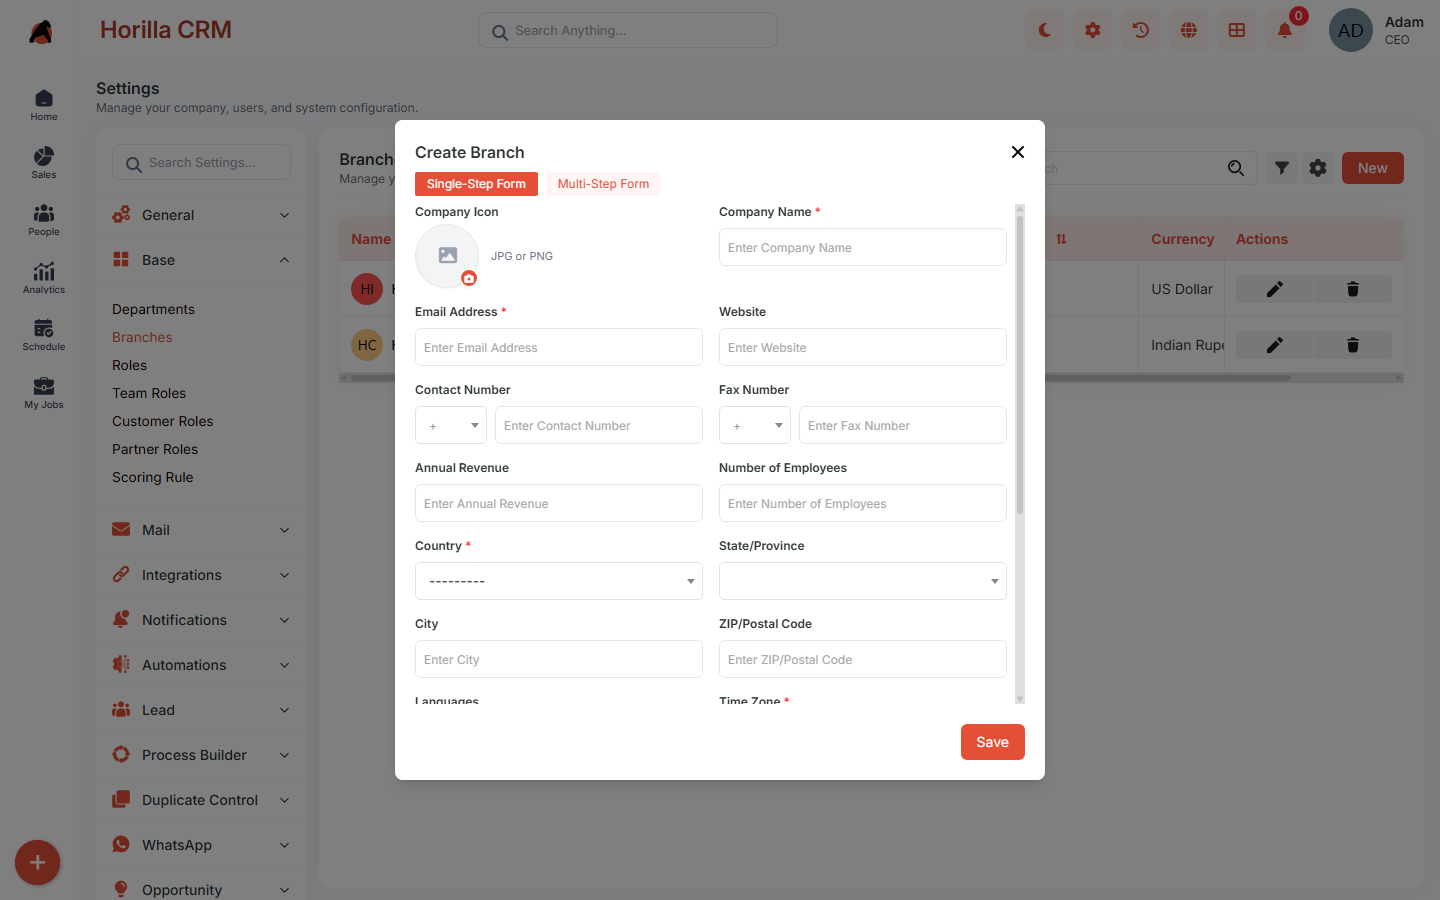 Horilla CRM
Search Anything...
0
AD
Adam
CEO
Home
Sales
People
Analytics
Schedule
My Jobs
Settings
Manage your company, users, and system configuration.
Search Settings...
General
Base
Departments
Branches
Roles
Team Roles
Customer Roles
Partner Roles
Scoring Rule
Mail
Integrations
Notifications
Automations
Lead
Process Builder
Duplicate Control
WhatsApp
Opportunity
New
Name
Currency
Actions
HI
US Dollar
HC
Create Branch
Single-Step Form
Multi-Step Form
Company Icon
JPG or PNG
Company Name *
Enter Company Name
Email Address *
Enter Email Address
Website
Enter Website
Contact Number
+
Enter Contact Number
Fax Number
+
Enter Fax Number
Annual Revenue
Enter Annual Revenue
Number of Employees
Enter Number of Employees
Country *
---------
State/Province
City
Enter City
ZIP/Postal Code
Enter ZIP/Postal Code
Languages
Time Zone *
Save